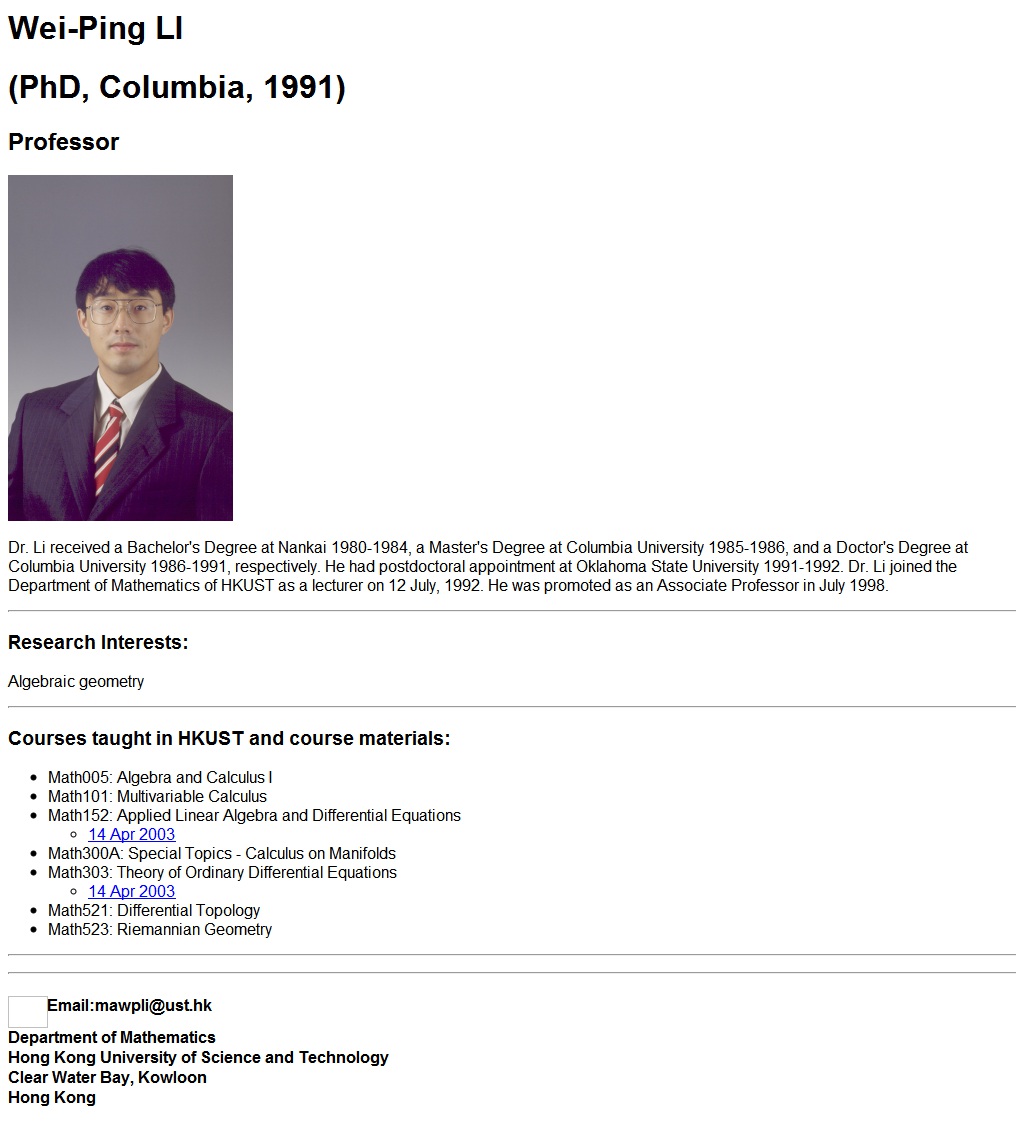 Wei-Ping LI
(PhD, Columbia, 1991)
Professor
Dr. Li received a Bachelor's Degree at Nankai 1980-1984, a Master's Degree at Columbia University 1985-1986, and a Doctor's Degree at
Columbia University 1986-1991, respectively. He had postdoctoral appointment at Oklahoma State University 1991-1992. Dr. Li joined the
Department of Mathematics of HKUST as a lecturer on 12 July, 1992. He was promoted as an Associate Professor in July 1998.
Research Interests:
Algebraic geometry
Courses taught in HKUST and course materials:
Math005: Algebra and Calculus I
Math101: Multivariable Calculus
Math152: Applied Linear Algebra and Differential Equations
14 Apr 2003
Math300A: Special Topics - Calculus on Manifolds
Math303: Theory of Ordinary Differential Equations
14 Apr 2003
Math521: Differential Topology
Math523: Riemannian Geometry
Email:mawpli@ust.hk
Department of Mathematics
Hong Kong University of Science and Technology
Clear Water Bay, Kowloon
Hong Kong